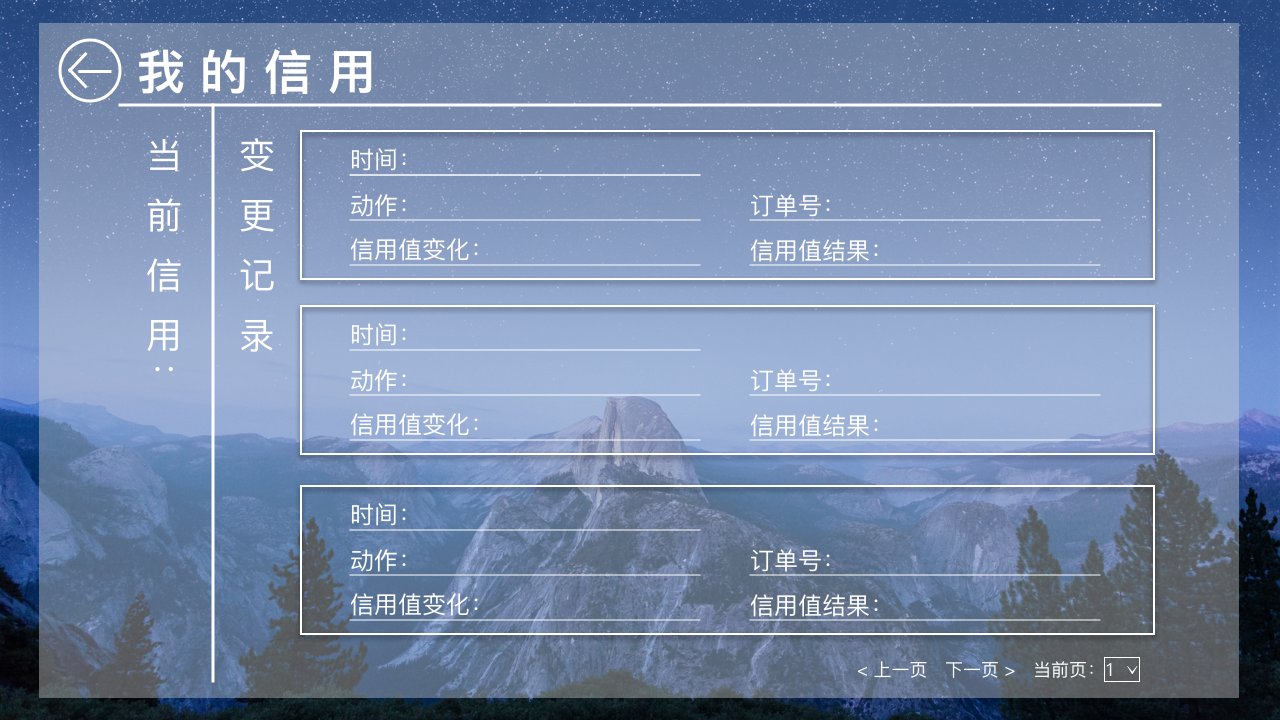 我的信用
当前信用：
变更记录
时间：
动作： 订单号：
信用值变化： 信用值结果：
时间：
动作： 订单号：
信用值变化： 信用值结果：
时间：
动作： 订单号：
信用值变化： 信用值结果：
< 上一页 下一页 > 当前页： 1